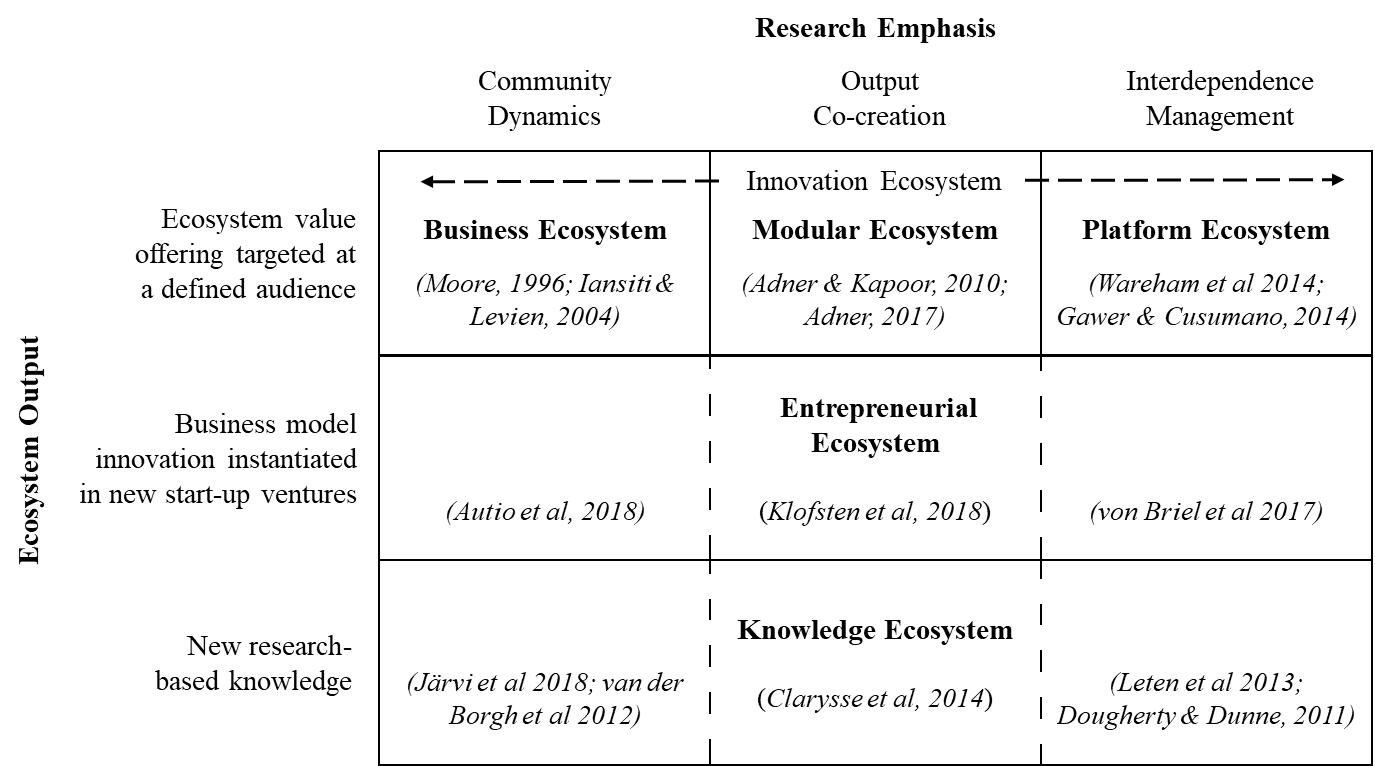 Research Emphasis
Community
Dynamics
Output
Co-creation
Interdependence
Management
Ecosystem Output
Ecosystem value
offering targeted at
a defined audience
Innovation Ecosystem
Business Ecosystem
(Moore, 1996; Iansiti &
Levien, 2004)
Modular Ecosystem
(Adner & Kapoor, 2010;
Adner, 2017)
Platform Ecosystem
(Wareham et al 2014;
Gawer & Cusumano, 2014)
Business model
innovation instantiated
in new start-up ventures
Entrepreneurial
Ecosystem
(Autio et al, 2018)
(Klofsten et al, 2018)
(von Briel et al 2017)
New research-
based knowledge
Knowledge Ecosystem
(Järvi et al 2018; van der
Borgh et al 2012)
(Clarysse et al, 2014)
(Leten et al 2013;
Dougherty & Dunne, 2011)